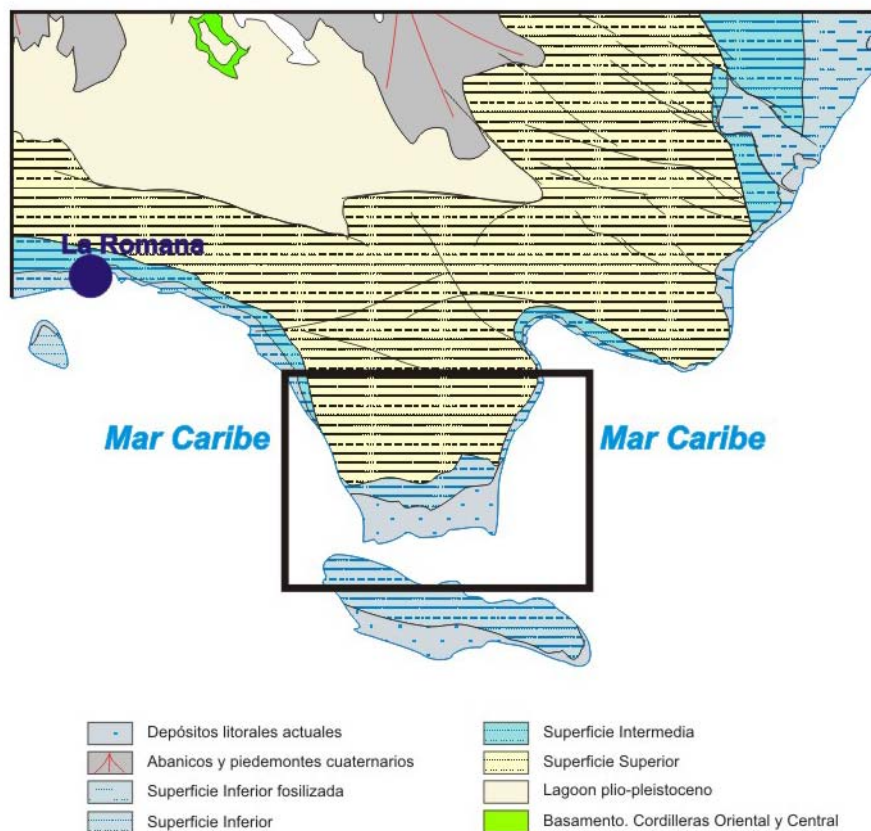 La Romana
Mar Caribe
Mar Caribe
Depósitos litorales actuales
Abanicos y piedemontes cuaternarios
Superficie Inferior fosilizada
Superficie Inferior
Superficie Intermedia
Superficie Superior
Lagoon plio-pleistoceno
Basamento. Cordilleras Oriental y Central